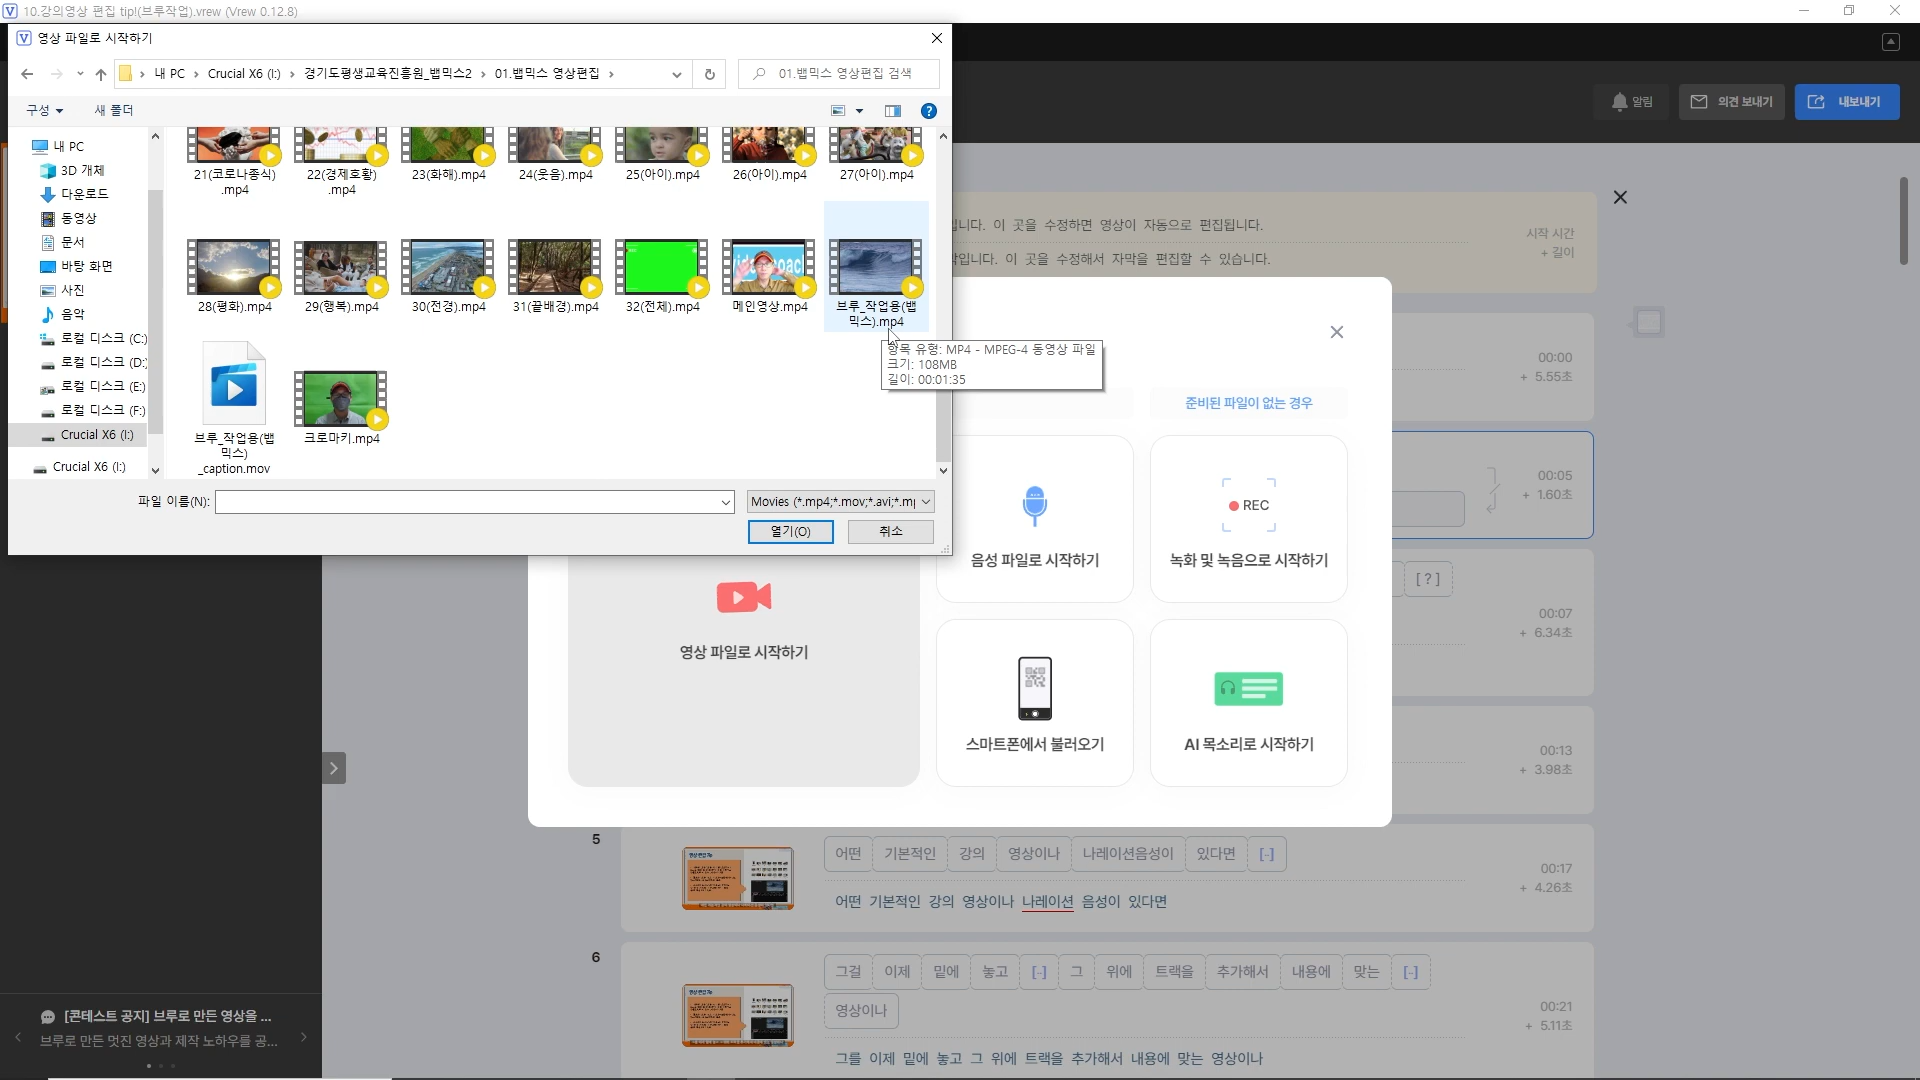 10.강의영상 편집 tip!(브루작업).vrew (Vrew 0.12.8)
영상 파일로 시작하기
내 PC › Crucial X6 (I:) › 경기도평생교육진흥원_뱁믹스2 › 01.뱁믹스 영상편집 ›
01.뱁믹스 영상편집 검색
구성
새 폴더
내 PC
3D 개체
다운로드
동영상
문서
바탕 화면
사진
음악
로컬 디스크 (C:)
로컬 디스크 (D:)
로컬 디스크 (E:)
로컬 디스크 (F:)
Crucial X6 (I:)
Crucial X6 (I:)
21(코로나종식)
.mp4
22(경제호황)
.mp4
23(화해).mp4
24(웃음).mp4
25(아이).mp4
26(아이).mp4
27(아이).mp4
28(평화).mp4
29(행복).mp4
30(전경).mp4
31(끝배경).mp4
32(전체).mp4
메인영상.mp4
브루_작업용(뱁
믹스).mp4
브루_작업용(뱁
믹스)
_caption.mov
크로마키.mp4
항목 유형: MP4 - MPEG-4 동영상 파일
크기: 108MB
길이: 00:01:35
파일 이름(N):
Movies (*.mp4;*.mov;*.avi;*.m
열기(O)
취소
알림
의견 보내기
내보내기
입니다. 이 곳을 수정하면 영상이 자동으로 편집됩니다.
입니다. 이 곳을 수정해서 자막을 편집할 수 있습니다.
시작 시간
+ 길이
00:00
+ 5.55초
00:05
+ 1.60초
[?]
00:07
+ 6.34초
00:13
+ 3.98초
준비된 파일이 없는 경우
영상 파일로 시작하기
음성 파일로 시작하기
REC
녹화 및 녹음으로 시작하기
스마트폰에서 불러오기
AI 목소리로 시작하기
5
어떤 기본적인 강의 영상이나 나레이션음성이 있다면 [-]
어떤 기본적인 강의 영상이나 나레이션 음성이 있다면
00:17
+ 4.26초
6
그걸 이제 밑에 놓고 [-] 그 위에 트랙을 추가해서 내용에 맞는 [-]
영상이나
그를 이제 밑에 놓고 그 위에 트랙을 추가해서 내용에 맞는 영상이나
00:21
+ 5.11초
[콘테스트 공지] 브루로 만든 영상을 ...
브루로 만든 멋진 영상과 제작 노하우를 공...